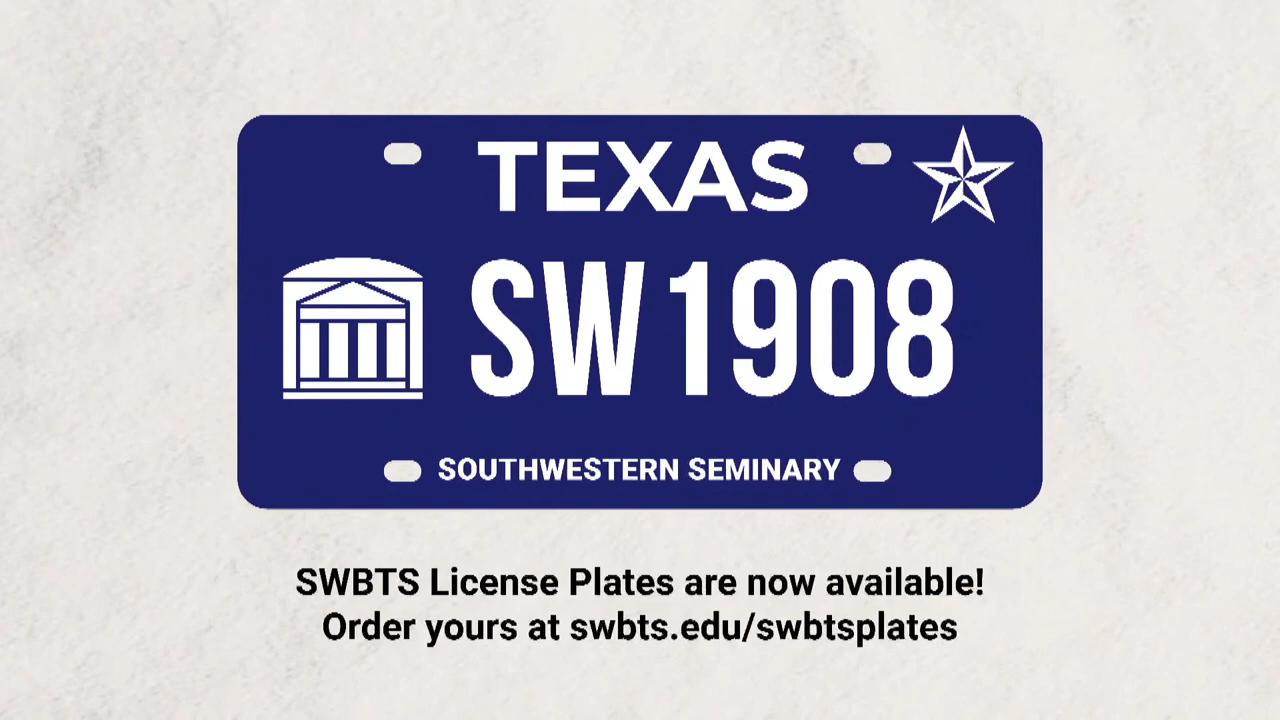 TEXAS
SW1908
SOUTHWESTERN SEMINARY
SWBTS License Plates are now available!
Order yours at swbts.edu/swbtsplates